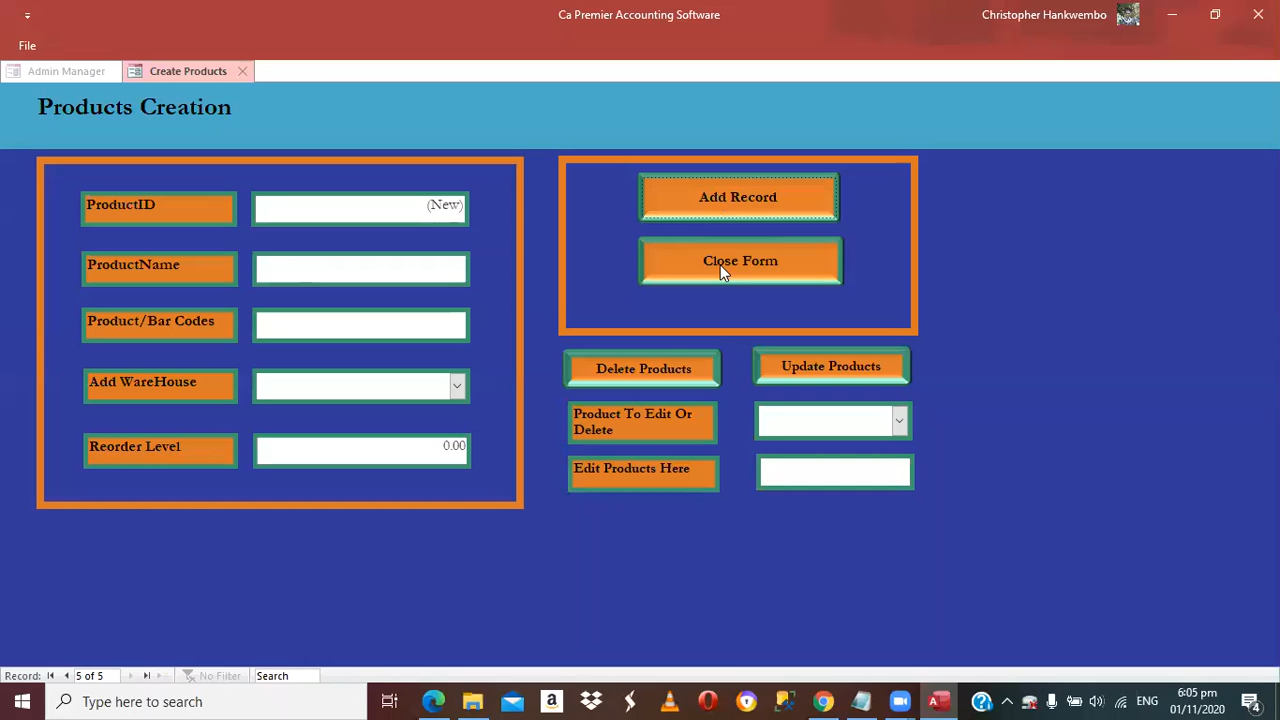 Ca Premier Accounting Software
Christopher Hankwembo
File
Admin Manager
Create Products
Products Creation
ProductID
(New)
ProductName
Product/Bar Codes
Add WareHouse
Reorder Level
0.00
Add Record
Close Form
Delete Products
Update Products
Product To Edit Or
Delete
Edit Products Here
Record:
5 of 5
No Filter
Search
Type here to search
ENG
6:05 pm
01/11/2020
4